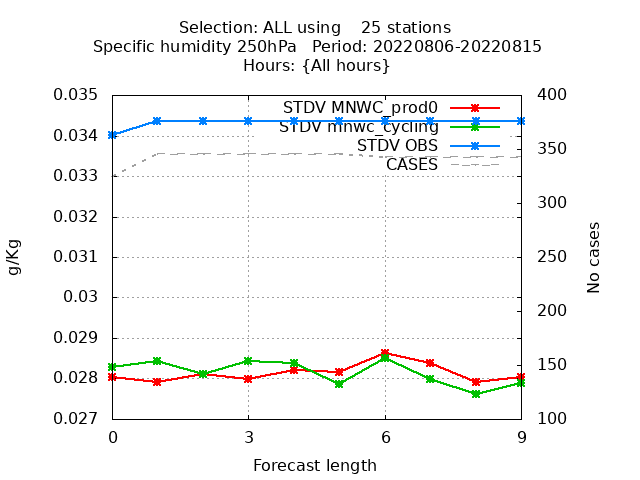 Selection: ALL using    25 stations
Specific humidity 250hPa   Period: 20220806-20220815
Hours: {All hours}
0.035
0.034
0.033
0.032
0.031
0.03
0.029
0.028
0.027
g/Kg
STDV MNWC_prod0
STDV mnwc_cycling
STDV OBS
CASES
400
350
300
250
200
150
100
No cases
0 3 6 9
Forecast length